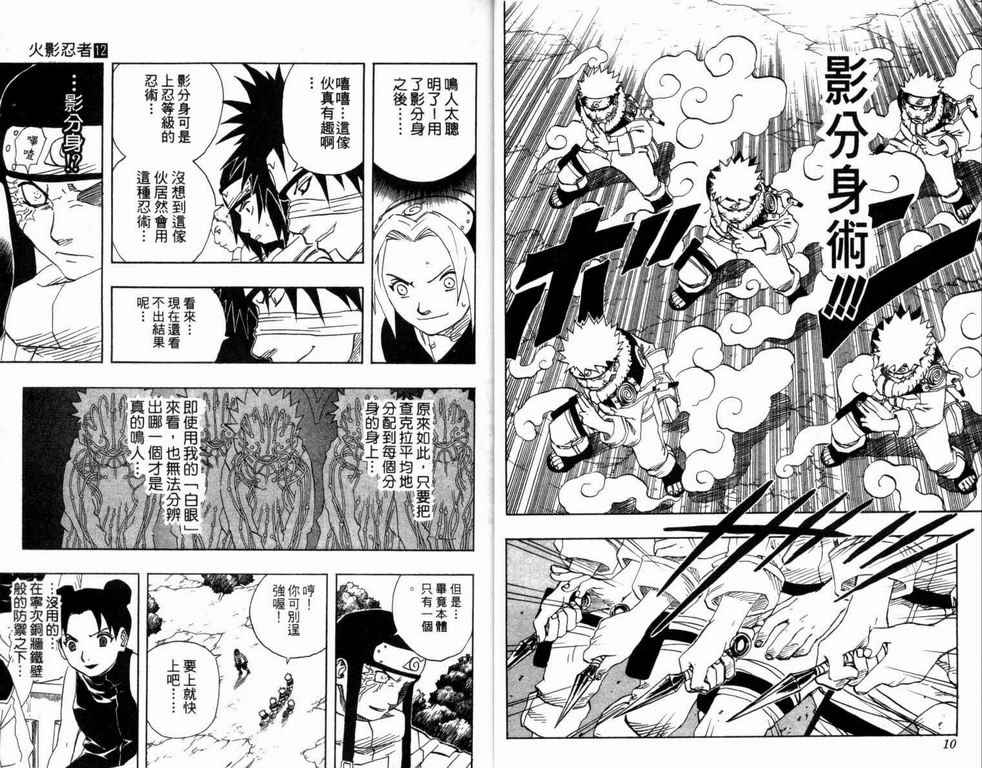 影分身術!!!
ボン
10
火影忍者12
鳴人太聰
明了ー用
了影分身
之後……
嘻嘻…這傢
伙真有趣啊
…
影分身可是
上忍等級的
忍術…
沒想到這傢
伙居然會用
這種忍術…
…影分身!?
看來…
現在還看
不出結果
呢…
原來如此,只要把
查克拉平均地
分配到每個分
身的身上…
即使用我的「白眼」
來看,也無法分辨
出哪一個才是
真的鳴人…
但是…
畢竟本體
只有一個
哼!
你可別逞
強喔!
要上就快
上吧……
…沒用的…
在寧次銅牆鐵壁
般的防禦之下…